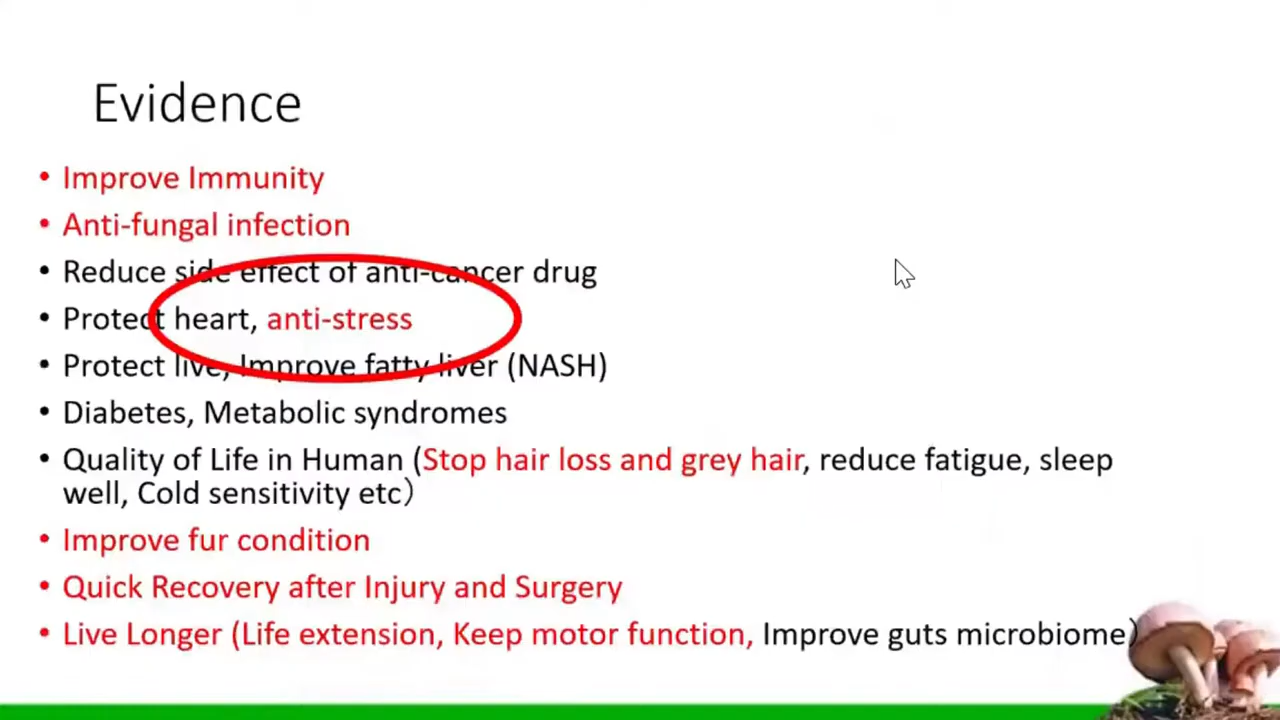 Evidence
• Improve Immunity
• Anti-fungal infection
• Reduce side effect of anti-cancer drug
• Protect heart, anti-stress
• Protect live, Improve fatty liver (NASH)
• Diabetes, Metabolic syndromes
• Quality of Life in Human (Stop hair loss and grey hair, reduce fatigue, sleep
well, Cold sensitivity etc）
• Improve fur condition
• Quick Recovery after Injury and Surgery
• Live Longer (Life extension, Keep motor function, Improve guts microbiome）